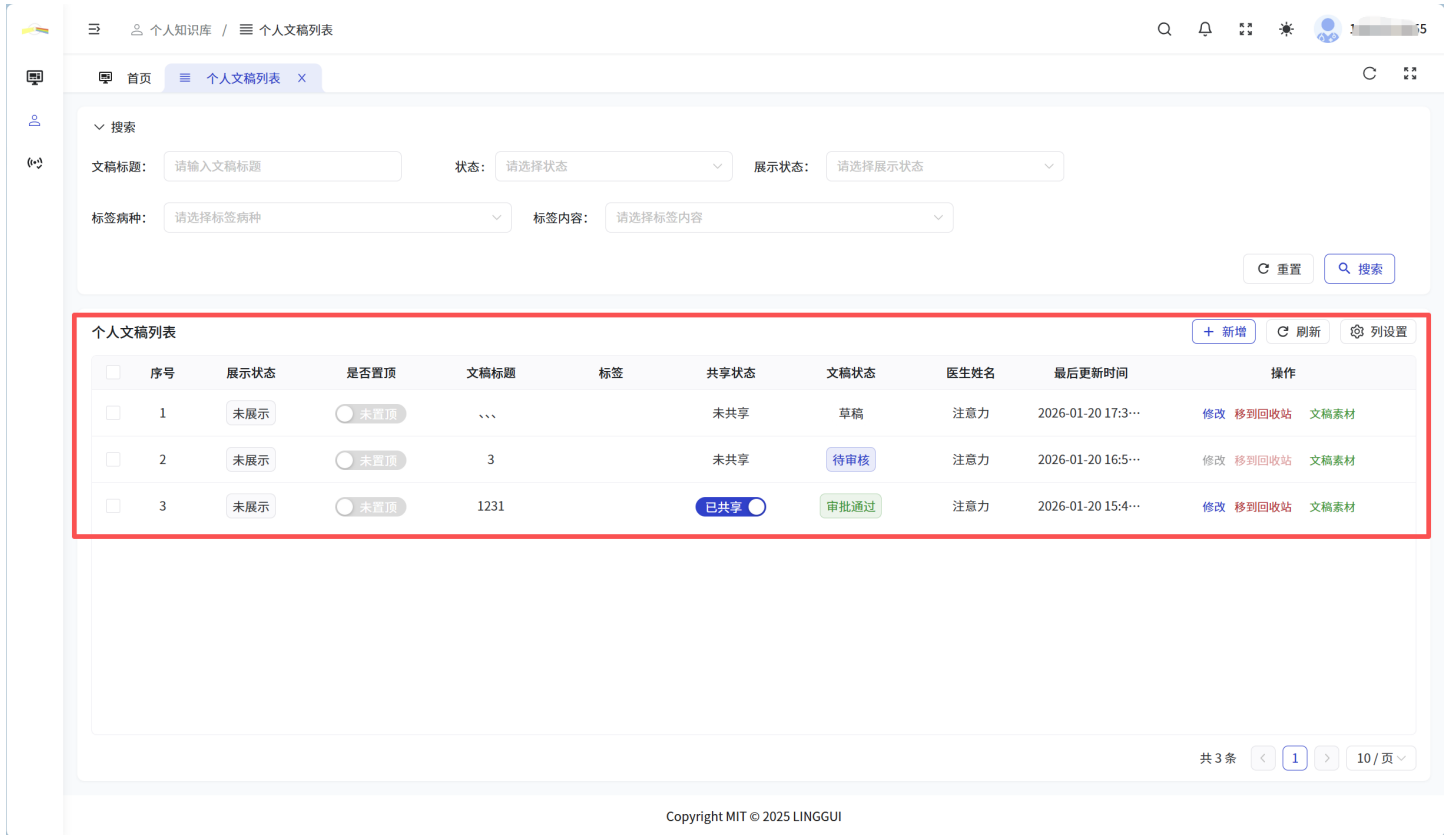 个人知识库 / 个人文稿列表
首页 个人文稿列表 X
搜索
文稿标题： 请输入文稿标题 状态： 请选择状态 展示状态： 请选择展示状态
标签病种： 请选择标签病种 标签内容： 请选择标签内容
重置 搜索
个人文稿列表 + 新增 刷新 列设置
序号 展示状态 是否置顶 文稿标题 标签 共享状态 文稿状态 医生姓名 最后更新时间 操作
1 未展示 未置顶 、、、 未共享 草稿 注意力 2026-01-20 17:3··· 修改 移到回收站 文稿素材
2 未展示 未置顶 3 未共享 待审核 注意力 2026-01-20 16:5··· 修改 移到回收站 文稿素材
3 未展示 未置顶 1231 已共享 审批通过 注意力 2026-01-20 15:4··· 修改 移到回收站 文稿素材
共 3 条 < 1 > 10 / 页
Copyright MIT © 2025 LINGGUI